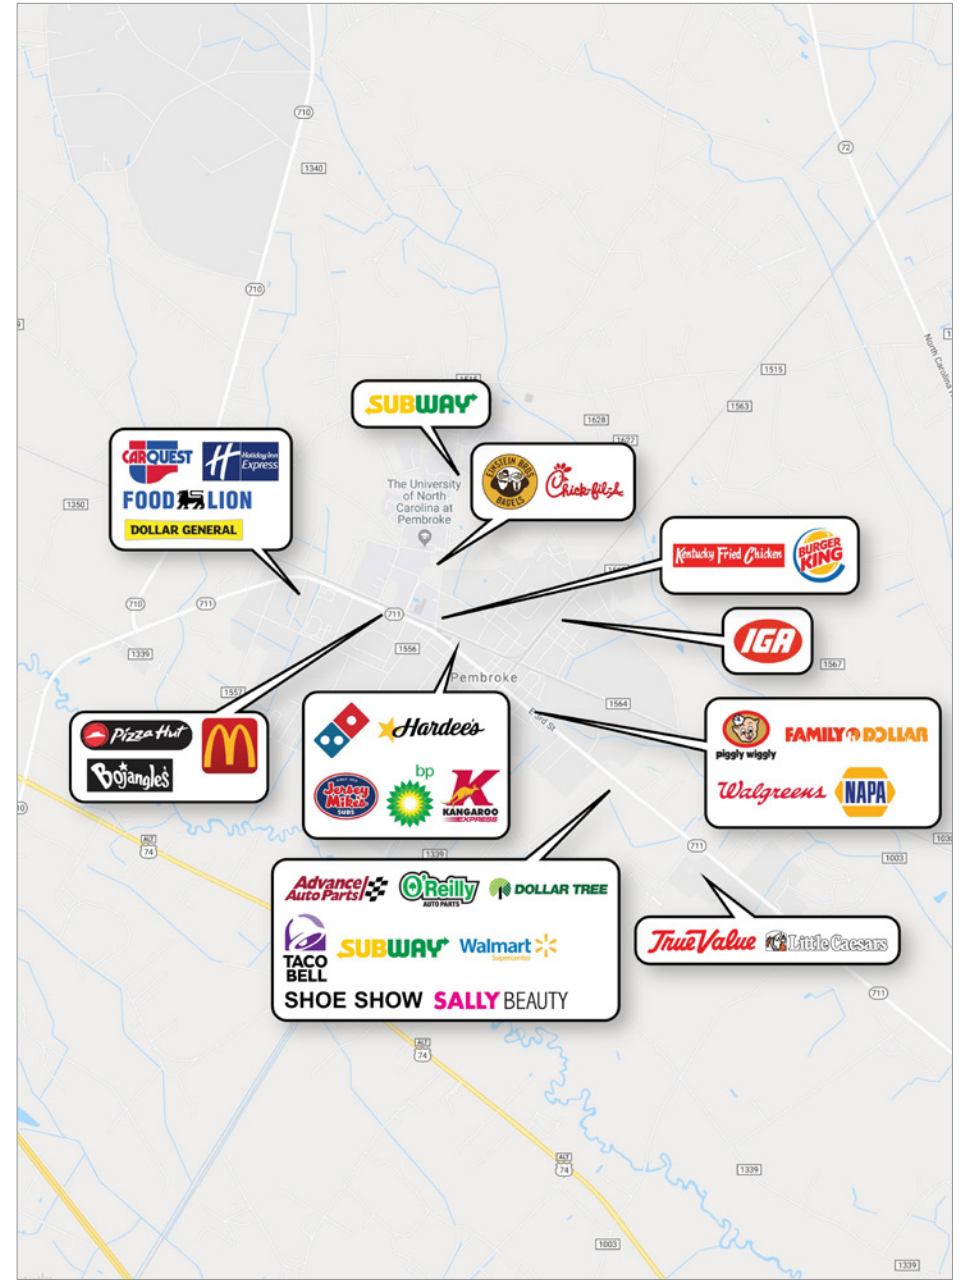 710
1340
72
710
North Carolina
1515
1515
1563
SUBWAY
1628
1627
CARQUEST
Holiday Inn
Express
FOOD LION
DOLLAR GENERAL
EINSTEIN BROS
BAGELS
Chick-fil-A
The University
of North
Carolina at
Pembroke
1350
Kentucky Fried Chicken
BURGER
KING
710
711
711
IGA
1339
1556
1567
Pembroke
1557
1564
E 3rd St
Pizza Hut
Bojangles'
Hardee's
SINCE 1956
Jersey
Mike's
SUBS
bp
K
KANGAROO
EXPRESS
piggly wiggly
FAMILY DOLLAR
Walgreens
NAPA
ALT
74
1339
711
1003
Advance
Auto Parts
O'Reilly
AUTO PARTS
DOLLAR TREE
TACO
BELL
SUBWAY
Walmart
Supercenter
SHOE SHOW
SALLY BEAUTY
True Value
Little Caesars
711
ALT
74
ALT
74
1339
1003
1339